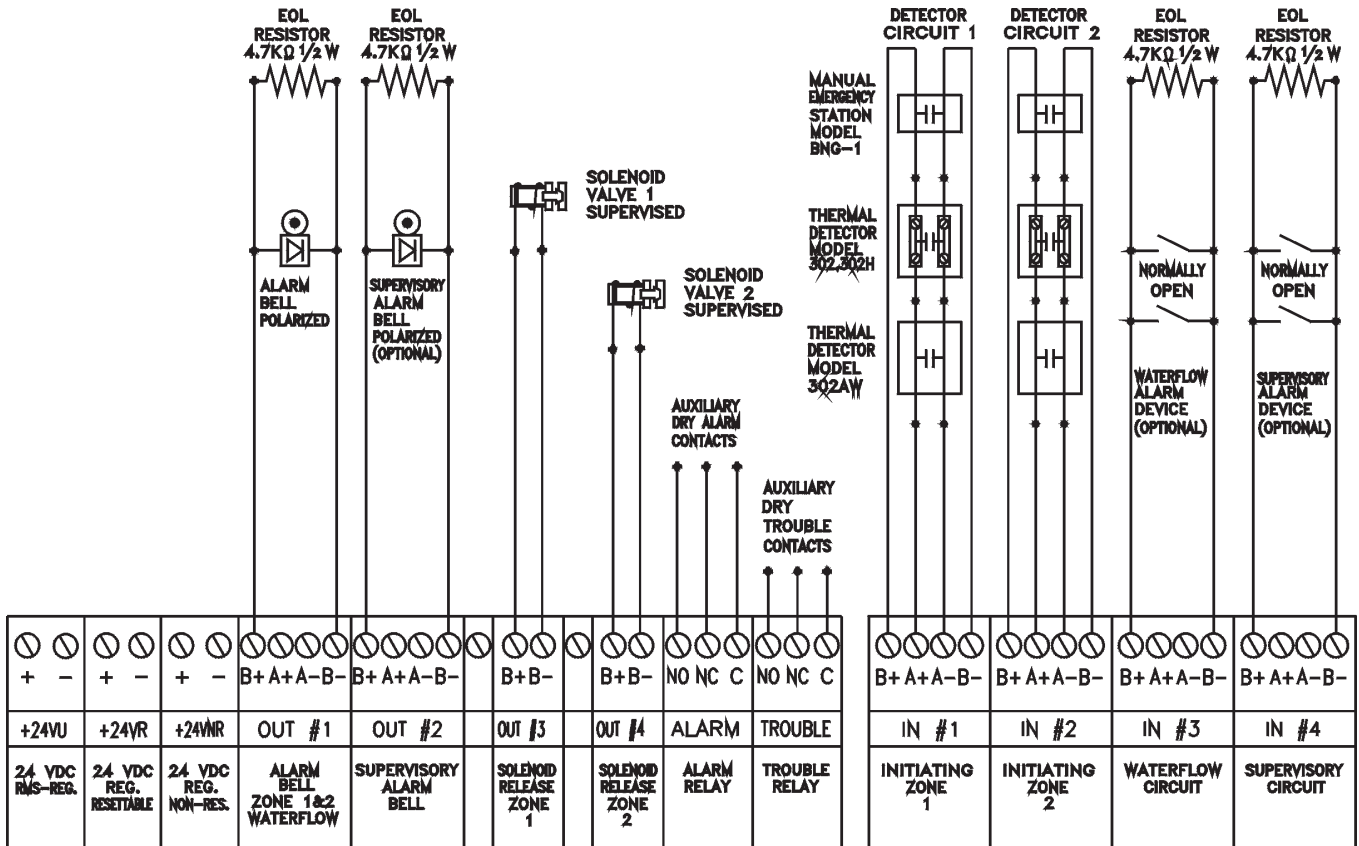 EOL
RESISTOR
4.7KΩ 1/2 W
EOL
RESISTOR
4.7KΩ 1/2 W
DETECTOR
CIRCUIT 1
DETECTOR
CIRCUIT 2
EOL
RESISTOR
4.7KΩ 1/2 W
EOL
RESISTOR
4.7KΩ 1/2 W
MANUAL
EMERGENCY
STATION
MODEL
BNG-1
SOLENOID
VALVE 1
SUPERVISED
THERMAL
DETECTOR
MODEL
302,302H
ALARM
BELL
POLARIZED
SUPERVISORY
ALARM
BELL
POLARIZED
(OPTIONAL)
SOLENOID
VALVE 2
SUPERVISED
NORMALLY
OPEN
NORMALLY
OPEN
THERMAL
DETECTOR
MODEL
302AW
WATERFLOW
ALARM
DEVICE
(OPTIONAL)
SUPERVISORY
ALARM
DEVICE
(OPTIONAL)
AUXILIARY
DRY ALARM
CONTACTS
AUXILIARY
DRY
TROUBLE
CONTACTS
+ -
+ -
+ -
B+ A+ A- B-
B+ A+ A- B-
B+ B-
B+ B-
NO NC C
NO NC C
B+ A+ A- B-
B+ A+ A- B-
B+ A+ A- B-
B+ A+ A- B-
+24VU
+24VR
+24VNR
OUT #1
OUT #2
OUT #3
OUT #4
ALARM
TROUBLE
IN #1
IN #2
IN #3
IN #4
24 VDC
RMS-REG.
24 VDC
REG.
RESETTABLE
24 VDC
REG.
NON-RES.
ALARM
BELL
ZONE 1&2
WATERFLOW
SUPERVISORY
ALARM
BELL
SOLENOID
RELEASE
ZONE
1
SOLENOID
RELEASE
ZONE
2
ALARM
RELAY
TROUBLE
RELAY
INITIATING
ZONE
1
INITIATING
ZONE
2
WATERFLOW
CIRCUIT
SUPERVISORY
CIRCUIT